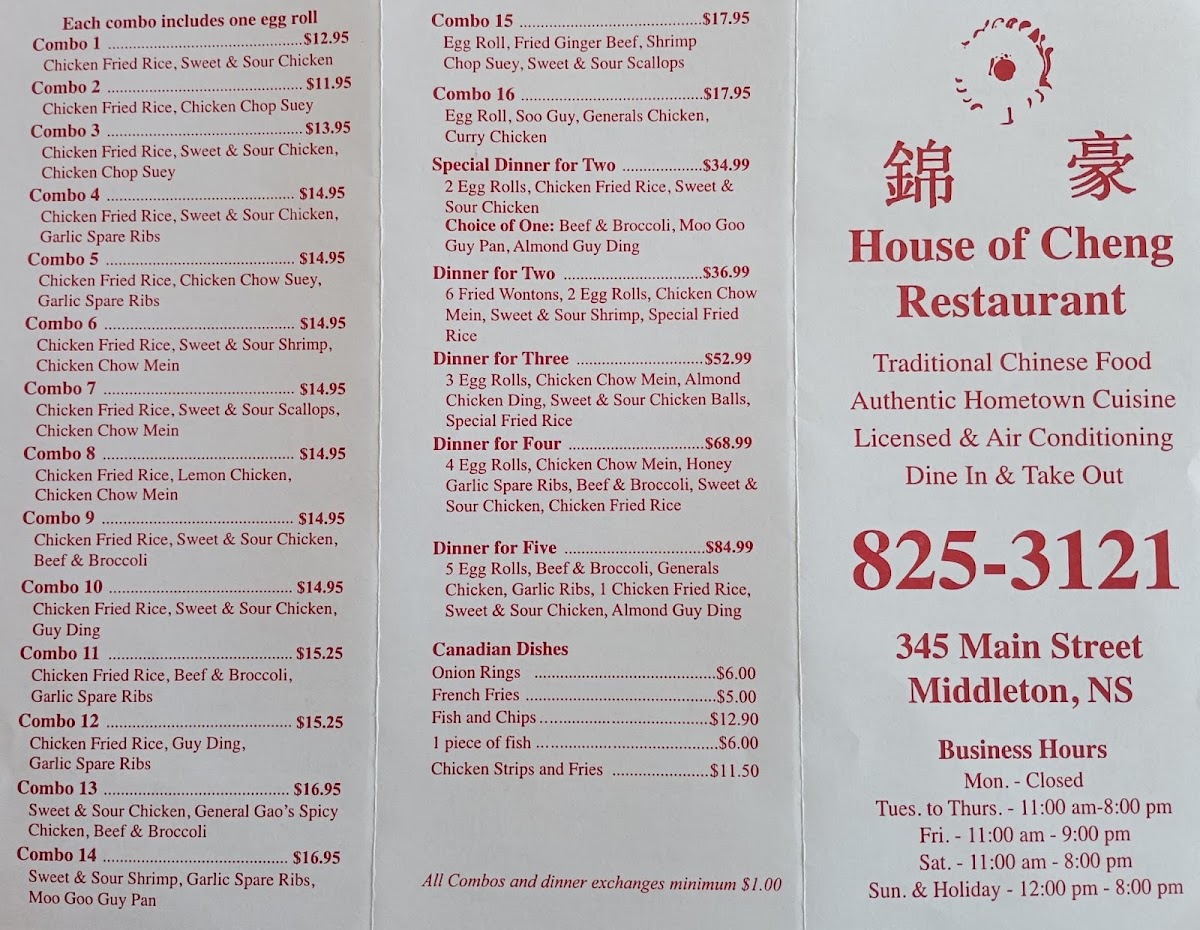 Each combo includes one egg roll
Combo 1 ............................................$12.95
Chicken Fried Rice, Sweet & Sour Chicken
Combo 2 ............................................$11.95
Chicken Fried Rice, Chicken Chop Suey
Combo 3 ............................................$13.95
Chicken Fried Rice, Sweet & Sour Chicken,
Chicken Chop Suey
Combo 4 ............................................$14.95
Chicken Fried Rice, Sweet & Sour Chicken,
Garlic Spare Ribs
Combo 5 ............................................$14.95
Chicken Fried Rice, Chicken Chow Suey,
Garlic Spare Ribs
Combo 6 ............................................$14.95
Chicken Fried Rice, Sweet & Sour Shrimp,
Chicken Chow Mein
Combo 7 ............................................$14.95
Chicken Fried Rice, Sweet & Sour Scallops,
Chicken Chow Mein
Combo 8 ............................................$14.95
Chicken Fried Rice, Lemon Chicken,
Chicken Chow Mein
Combo 9 ............................................$14.95
Chicken Fried Rice, Sweet & Sour Chicken,
Beef & Broccoli
Combo 10 ..........................................$14.95
Chicken Fried Rice, Sweet & Sour Chicken,
Guy Ding
Combo 11 ..........................................$15.25
Chicken Fried Rice, Beef & Broccoli,
Garlic Spare Ribs
Combo 12 ..........................................$15.25
Chicken Fried Rice, Guy Ding,
Garlic Spare Ribs
Combo 13 ..........................................$16.95
Sweet & Sour Chicken, General Gao's Spicy
Chicken, Beef & Broccoli
Combo 14 ..........................................$16.95
Sweet & Sour Shrimp, Garlic Spare Ribs,
Moo Goo Guy Pan
Combo 15 ..........................................$17.95
Egg Roll, Fried Ginger Beef, Shrimp
Chop Suey, Sweet & Sour Scallops
Combo 16 ..........................................$17.95
Egg Roll, Soo Guy, Generals Chicken,
Curry Chicken
Special Dinner for Two ..................$34.99
2 Egg Rolls, Chicken Fried Rice, Sweet &
Sour Chicken
Choice of One: Beef & Broccoli, Moo Goo
Guy Pan, Almond Guy Ding
Dinner for Two ...............................$36.99
6 Fried Wontons, 2 Egg Rolls, Chicken Chow
Mein, Sweet & Sour Shrimp, Special Fried
Rice
Dinner for Three ............................$52.99
3 Egg Rolls, Chicken Chow Mein, Almond
Chicken Ding, Sweet & Sour Chicken Balls,
Special Fried Rice
Dinner for Four ..............................$68.99
4 Egg Rolls, Chicken Chow Mein, Honey
Garlic Spare Ribs, Beef & Broccoli, Sweet &
Sour Chicken, Chicken Fried Rice
Dinner for Five ...............................$84.99
5 Egg Rolls, Beef & Broccoli, Generals
Chicken, Garlic Ribs, 1 Chicken Fried Rice,
Sweet & Sour Chicken, Almond Guy Ding
Canadian Dishes
Onion Rings ........................................$6.00
French Fries ..........................................$5.00
Fish and Chips......................................$12.90
1 piece of fish ........................................$6.00
Chicken Strips and Fries .....................$11.50
All Combos and dinner exchanges minimum $1.00
錦 豪
House of Cheng
Restaurant
Traditional Chinese Food
Authentic Hometown Cuisine
Licensed & Air Conditioning
Dine In & Take Out
825-3121
345 Main Street
Middleton, NS
Business Hours
Mon. - Closed
Tues. to Thurs. - 11:00 am-8:00 pm
Fri. - 11:00 am - 9:00 pm
Sat. - 11:00 am - 8:00 pm
Sun. & Holiday - 12:00 pm - 8:00 pm